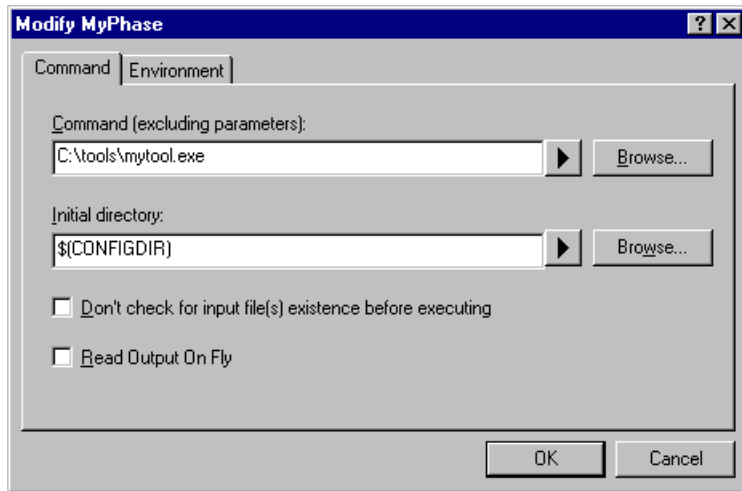 Modify MyPhase
Command Environment
Command (excluding parameters):
C:\tools\mytool.exe Browse...
Initial directory:
$(CONFIGDIR) Browse...
Don't check for input file(s) existence before executing
Read Output On Fly
OK Cancel